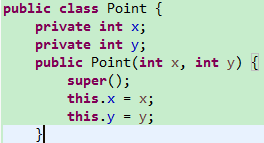 public class Point {
    private int x;
    private int y;
    public Point(int x, int y) {
        super();
        this.x = x;
        this.y = y;
    }